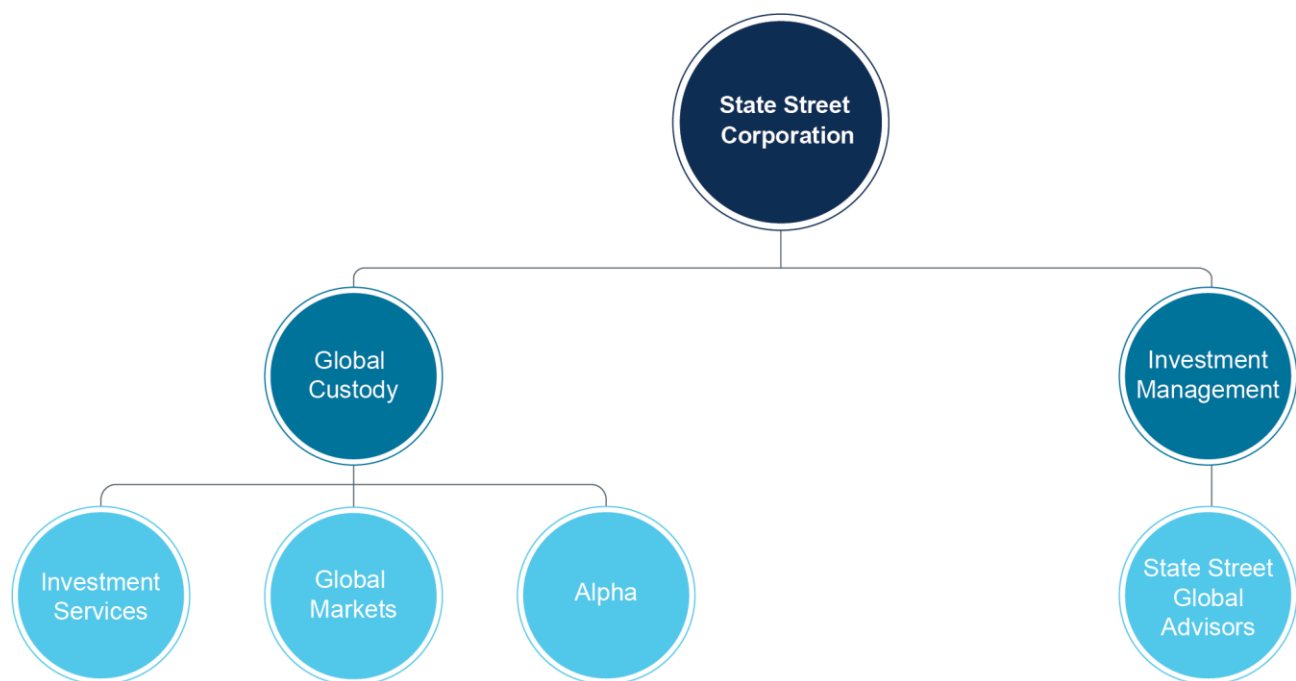 State Street
Corporation
Global
Custody
Investment
Management
Investment
Services
Global
Markets
Alpha
State Street
Global
Advisors